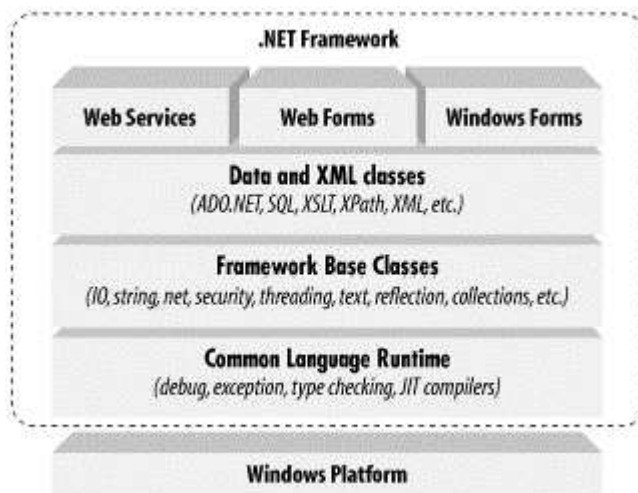 .NET Framework
Web Services
Web Forms
Windows Forms
Data and XML classes
(ADO.NET, SQL, XSLT, XPath, XML, etc.)
Framework Base Classes
(IO, string, net, security, threading, text, reflection, collections, etc.)
Common Language Runtime
(debug, exception, type checking, JIT compilers)
Windows Platform